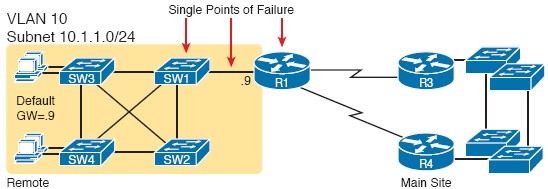 Single Points of Failure
VLAN 10
Subnet 10.1.1.0/24
SW3
SW1
.9
R1
R3
Default
GW=.9
SW4
SW2
R4
Remote
Main Site